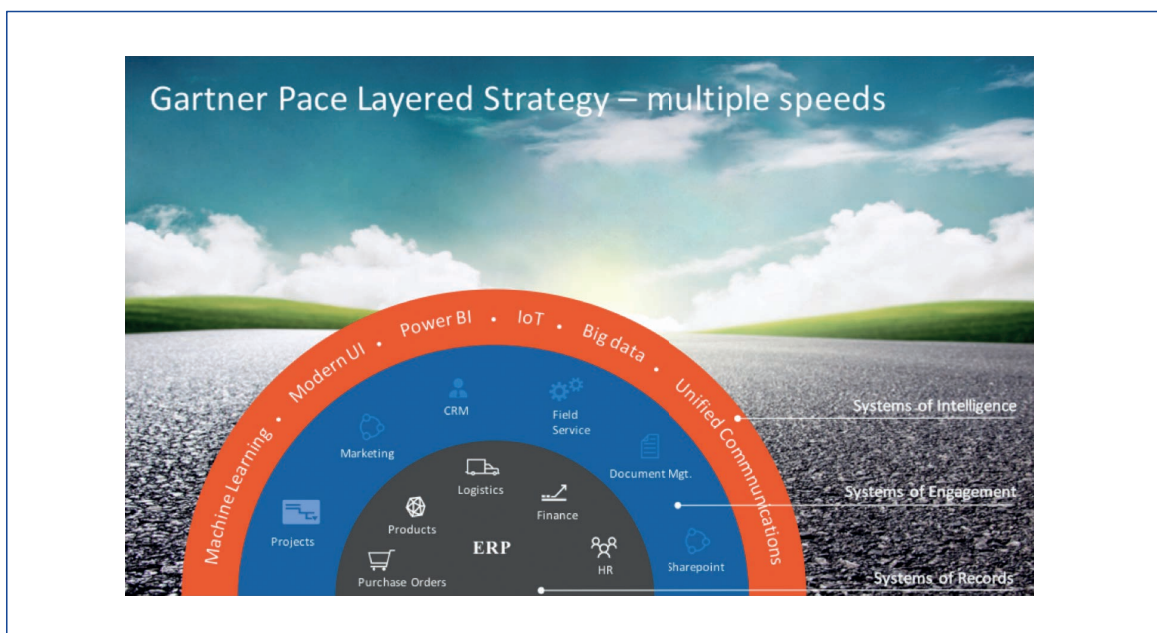 Gartner Pace Layered Strategy – multiple speeds
Machine Learning • Modern UI • Power BI • IoT • Big data • Unified Communications
Systems of Intelligence
CRM
Field
Service
Marketing
Document Mgt.
Projects
Sharepoint
Systems of Engagement
Logistics
Finance
Products
ERP
HR
Purchase Orders
Systems of Records